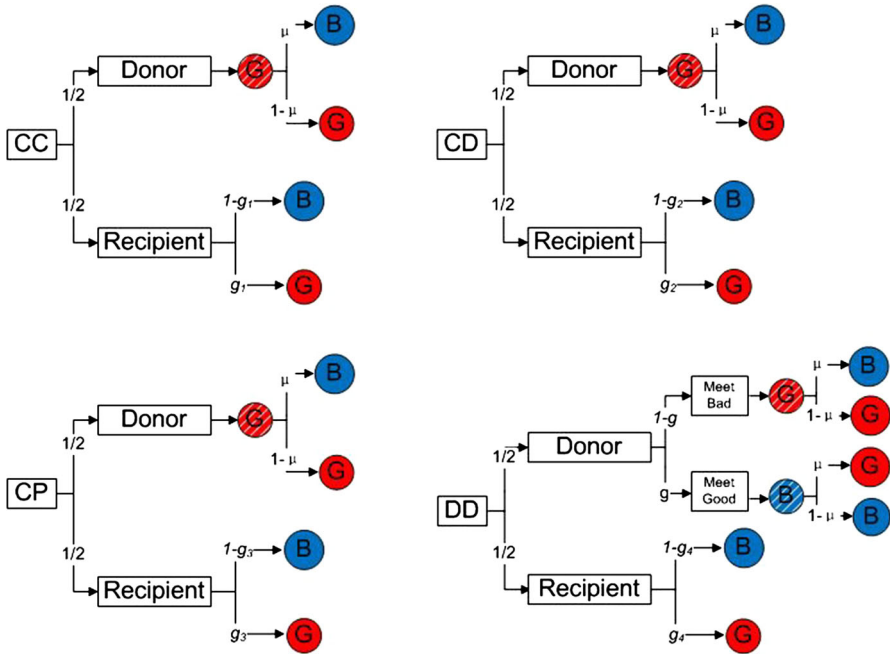 CC
1/2
Donor
G
μ
B
1- μ
G
1/2
Recipient
1-g1
B
g1
G
CD
1/2
Donor
G
μ
B
1- μ
G
1/2
Recipient
1-g2
B
g2
G
CP
1/2
Donor
G
μ
B
1- μ
G
1/2
Recipient
1-g3
B
g3
G
DD
1/2
Donor
1-g
Meet
Bad
G
μ
B
1- μ
G
g
Meet
Good
B
μ
G
1- μ
B
1/2
Recipient
1-g4
B
g4
G